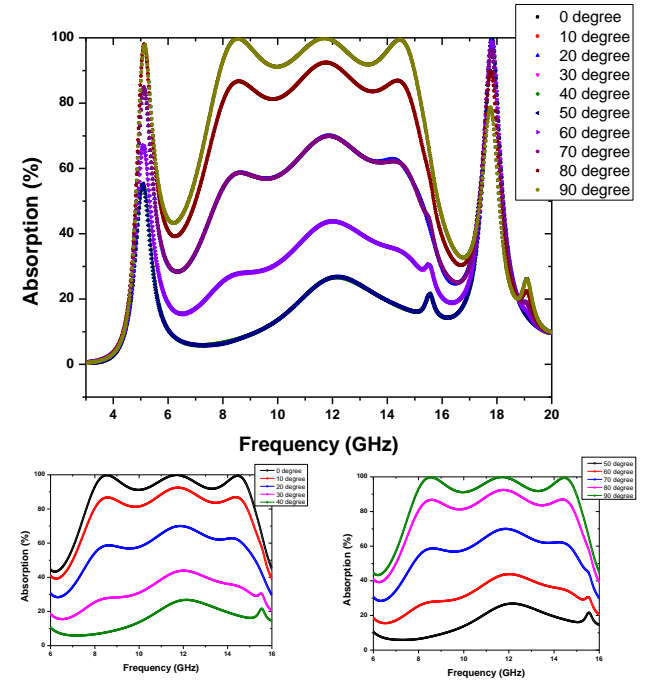 0 degree
10 degree
20 degree
30 degree
40 degree
50 degree
60 degree
70 degree
80 degree
90 degree
100
80
60
40
20
0
Absorption (%)
4 6 8 10 12 14 16 18 20
Frequency (GHz)
0 degree
10 degree
20 degree
30 degree
40 degree
100
80
60
40
20
0
Absorption (%)
6 8 10 12 14 16
Frequency (GHz)
50 degree
60 degree
70 degree
80 degree
90 degree
100
80
60
40
20
0
Absorption (%)
6 8 10 12 14 16
Frequency (GHz)